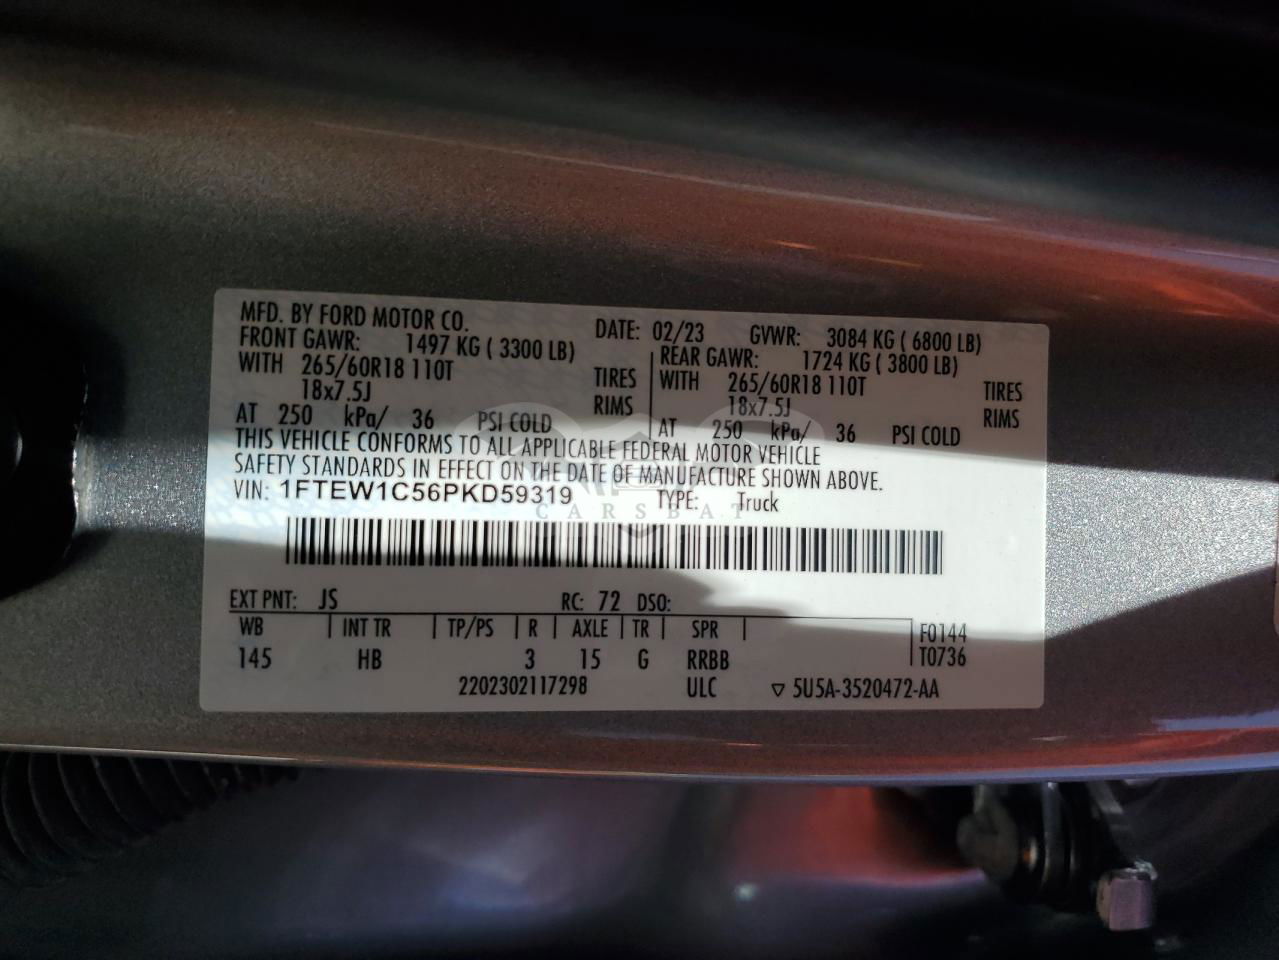 MFD. BY FORD MOTOR CO. DATE: 02/23 GVWR: 3084 KG ( 6800 LB)
FRONT GAWR: 1497 KG ( 3300 LB) REAR GAWR: 1724 KG ( 3800 LB)
WITH 265/60R18 110T TIRES WITH 265/60R18 110T TIRES
18x7.5J RIMS 18x7.5J RIMS
AT 250 kPa/ 36 PSI COLD AT 250 kPa/ 36 PSI COLD
THIS VEHICLE CONFORMS TO ALL APPLICABLE FEDERAL MOTOR VEHICLE
SAFETY STANDARDS IN EFFECT ON THE DATE OF MANUFACTURE SHOWN ABOVE.
VIN: 1FTEW1C56PKD59319 TYPE: Truck
CARSBAT
EXT PNT: JS RC: 72 DSO:
WB INT TR TP/PS R AXLE TR SPR F0144
145 HB 3 15 G RRBB T0736
2202302117298 ULC ▽ 5U5A-3520472-AA